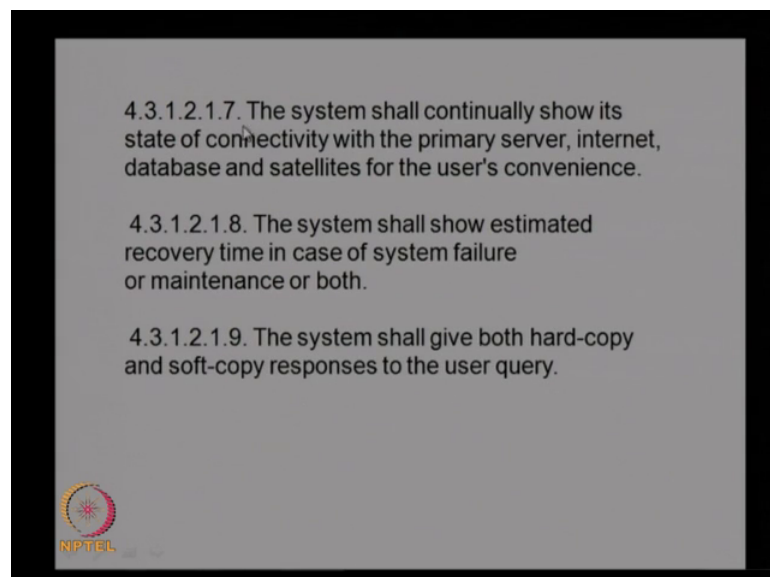 4.3.1.2.1.7. The system shall continually show its
state of connectivity with the primary server, internet,
database and satellites for the user's convenience.
4.3.1.2.1.8. The system shall show estimated
recovery time in case of system failure
or maintenance or both.
4.3.1.2.1.9. The system shall give both hard-copy
and soft-copy responses to the user query.
NPTEL